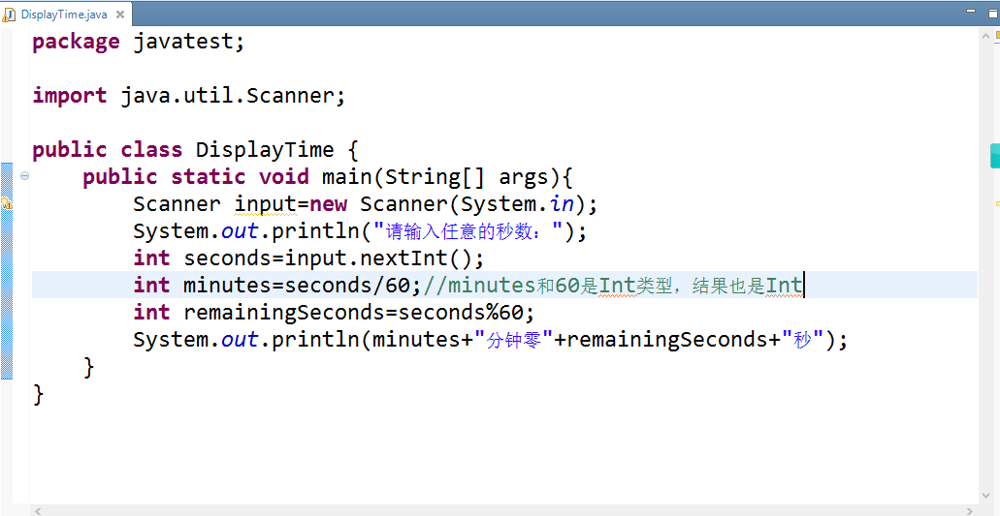 DisplayTime.java
package javatest;
import java.util.Scanner;
public class DisplayTime {
public static void main(String[] args){
Scanner input=new Scanner(System.in);
System.out.println("请输入任意的秒数：");
int seconds=input.nextInt();
int minutes=seconds/60;//minutes和60是Int类型，结果也是Int
int remainingSeconds=seconds%60;
System.out.println(minutes+"分钟零"+remainingSeconds+"秒");
}
}